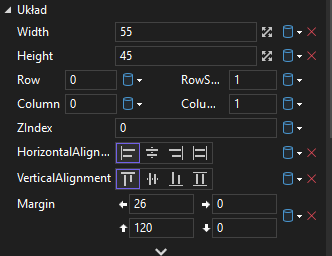 Układ
Width 55
Height 45
Row 0 RowS... 1
Column 0 Colu... 1
ZIndex 0
HorizontalAlign...
VerticalAlignment
Margin 26 0
120 0